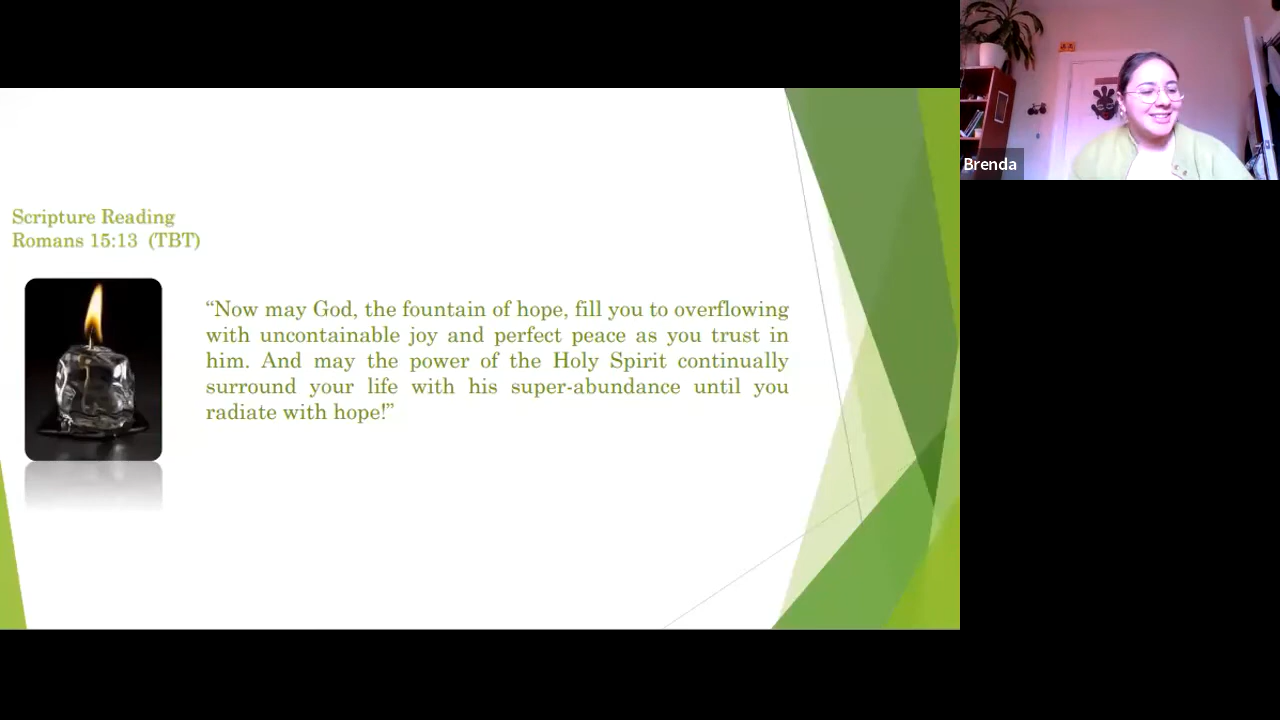 Scripture Reading
Romans 15:13 (TBT)
“Now may God, the fountain of hope, fill you to overflowing
with uncontainable joy and perfect peace as you trust in
him. And may the power of the Holy Spirit continually
surround your life with his super-abundance until you
radiate with hope!”
Brenda